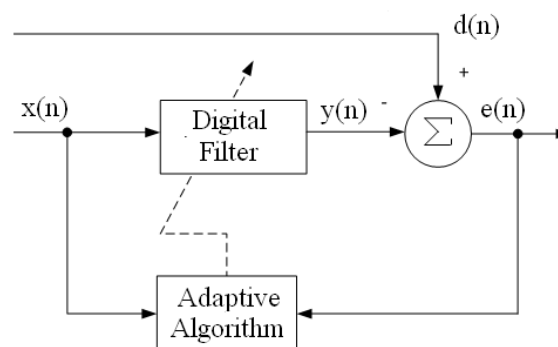 d(n)
+
x(n)
Digital
Filter
y(n)
-
Σ
e(n)
Adaptive
Algorithm